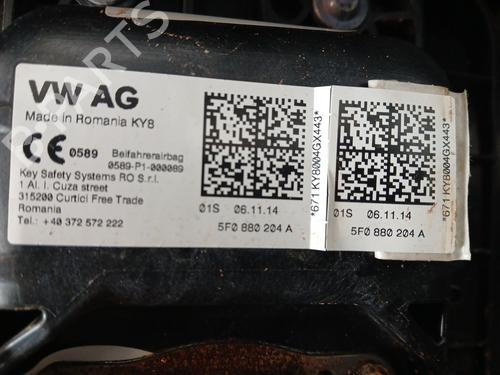 VW AG
Made in Romania KY8
CE 0589 Beifahrerairbag
0589-P1-000089
Key Safety Systems RO S.r.l.
1 Al. I. Cuza street
315200 Curtici Free Trade
Romania
Tel.: +40 372 572 222
01S 06.11.14
5F0 880 204 A
*671 KY8004GX443*
01S 06.11.14
5F0 880 204 A
*671 KY8004GX443*